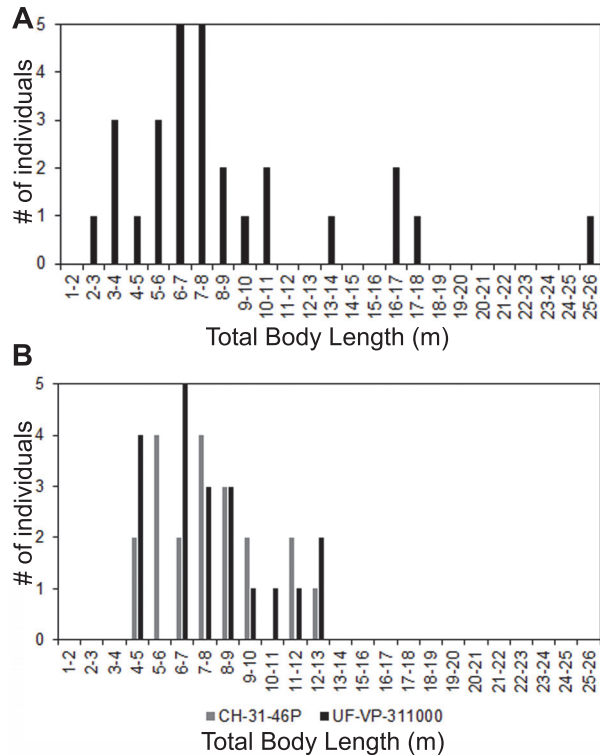 A
# of individuals
5
4
3
2
1
0
1-2 2-3 3-4 4-5 5-6 6-7 7-8 8-9 9-10 10-11 11-12 12-13 13-14 14-15 15-16 16-17 17-18 18-19 19-20 20-21 21-22 22-23 23-24 24-25 25-26
Total Body Length (m)
B
# of individuals
5
4
3
2
1
0
1-2 2-3 3-4 4-5 5-6 6-7 7-8 8-9 9-10 10-11 11-12 12-13 13-14 14-15 15-16 16-17 17-18 18-19 19-20 20-21 21-22 22-23 23-24 24-25 25-26
CH-31-46P UF-VP-311000
Total Body Length (m)